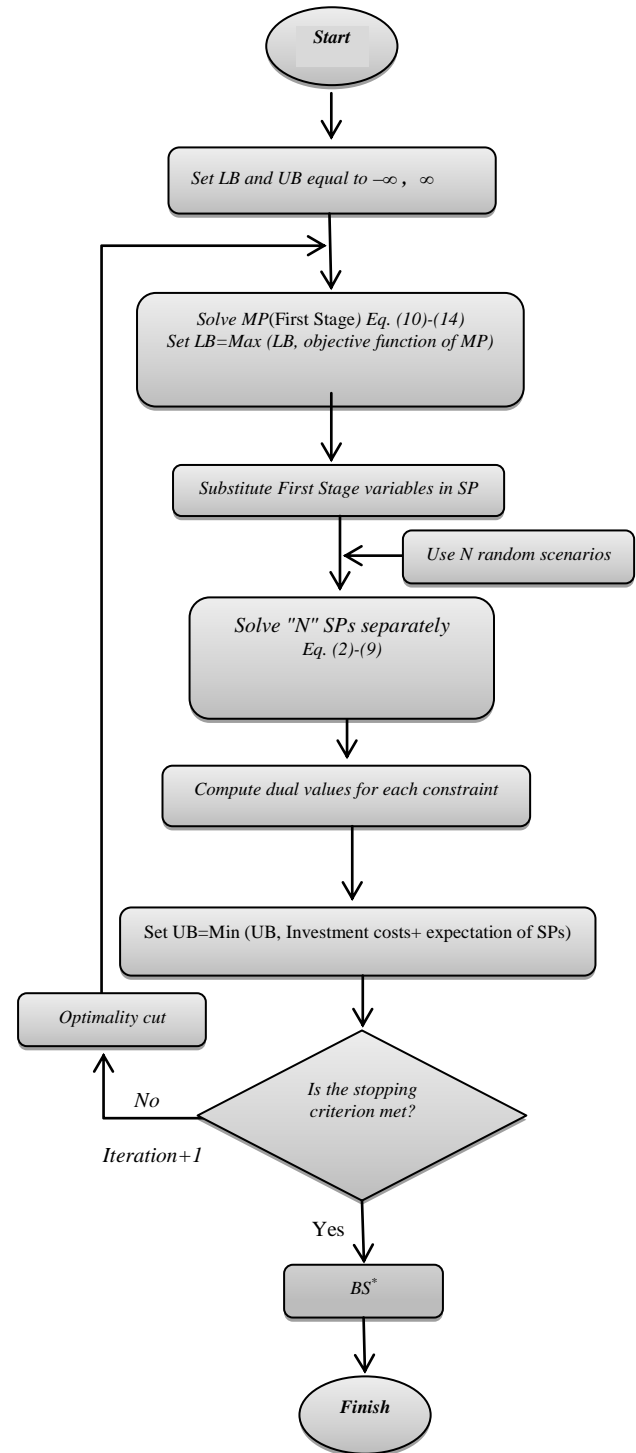 Start
Set LB and UB equal to −∞ , ∞
Solve MP(First Stage) Eq. (10)-(14)
Set LB=Max (LB, objective function of MP)
Substitute First Stage variables in SP
Use N random scenarios
Solve "N" SPs separately
Eq. (2)-(9)
Compute dual values for each constraint
Set UB=Min (UB, Investment costs+ expectation of SPs)
Optimality cut
Is the stopping
criterion met?
No
Iteration+1
Yes
BS*
Finish